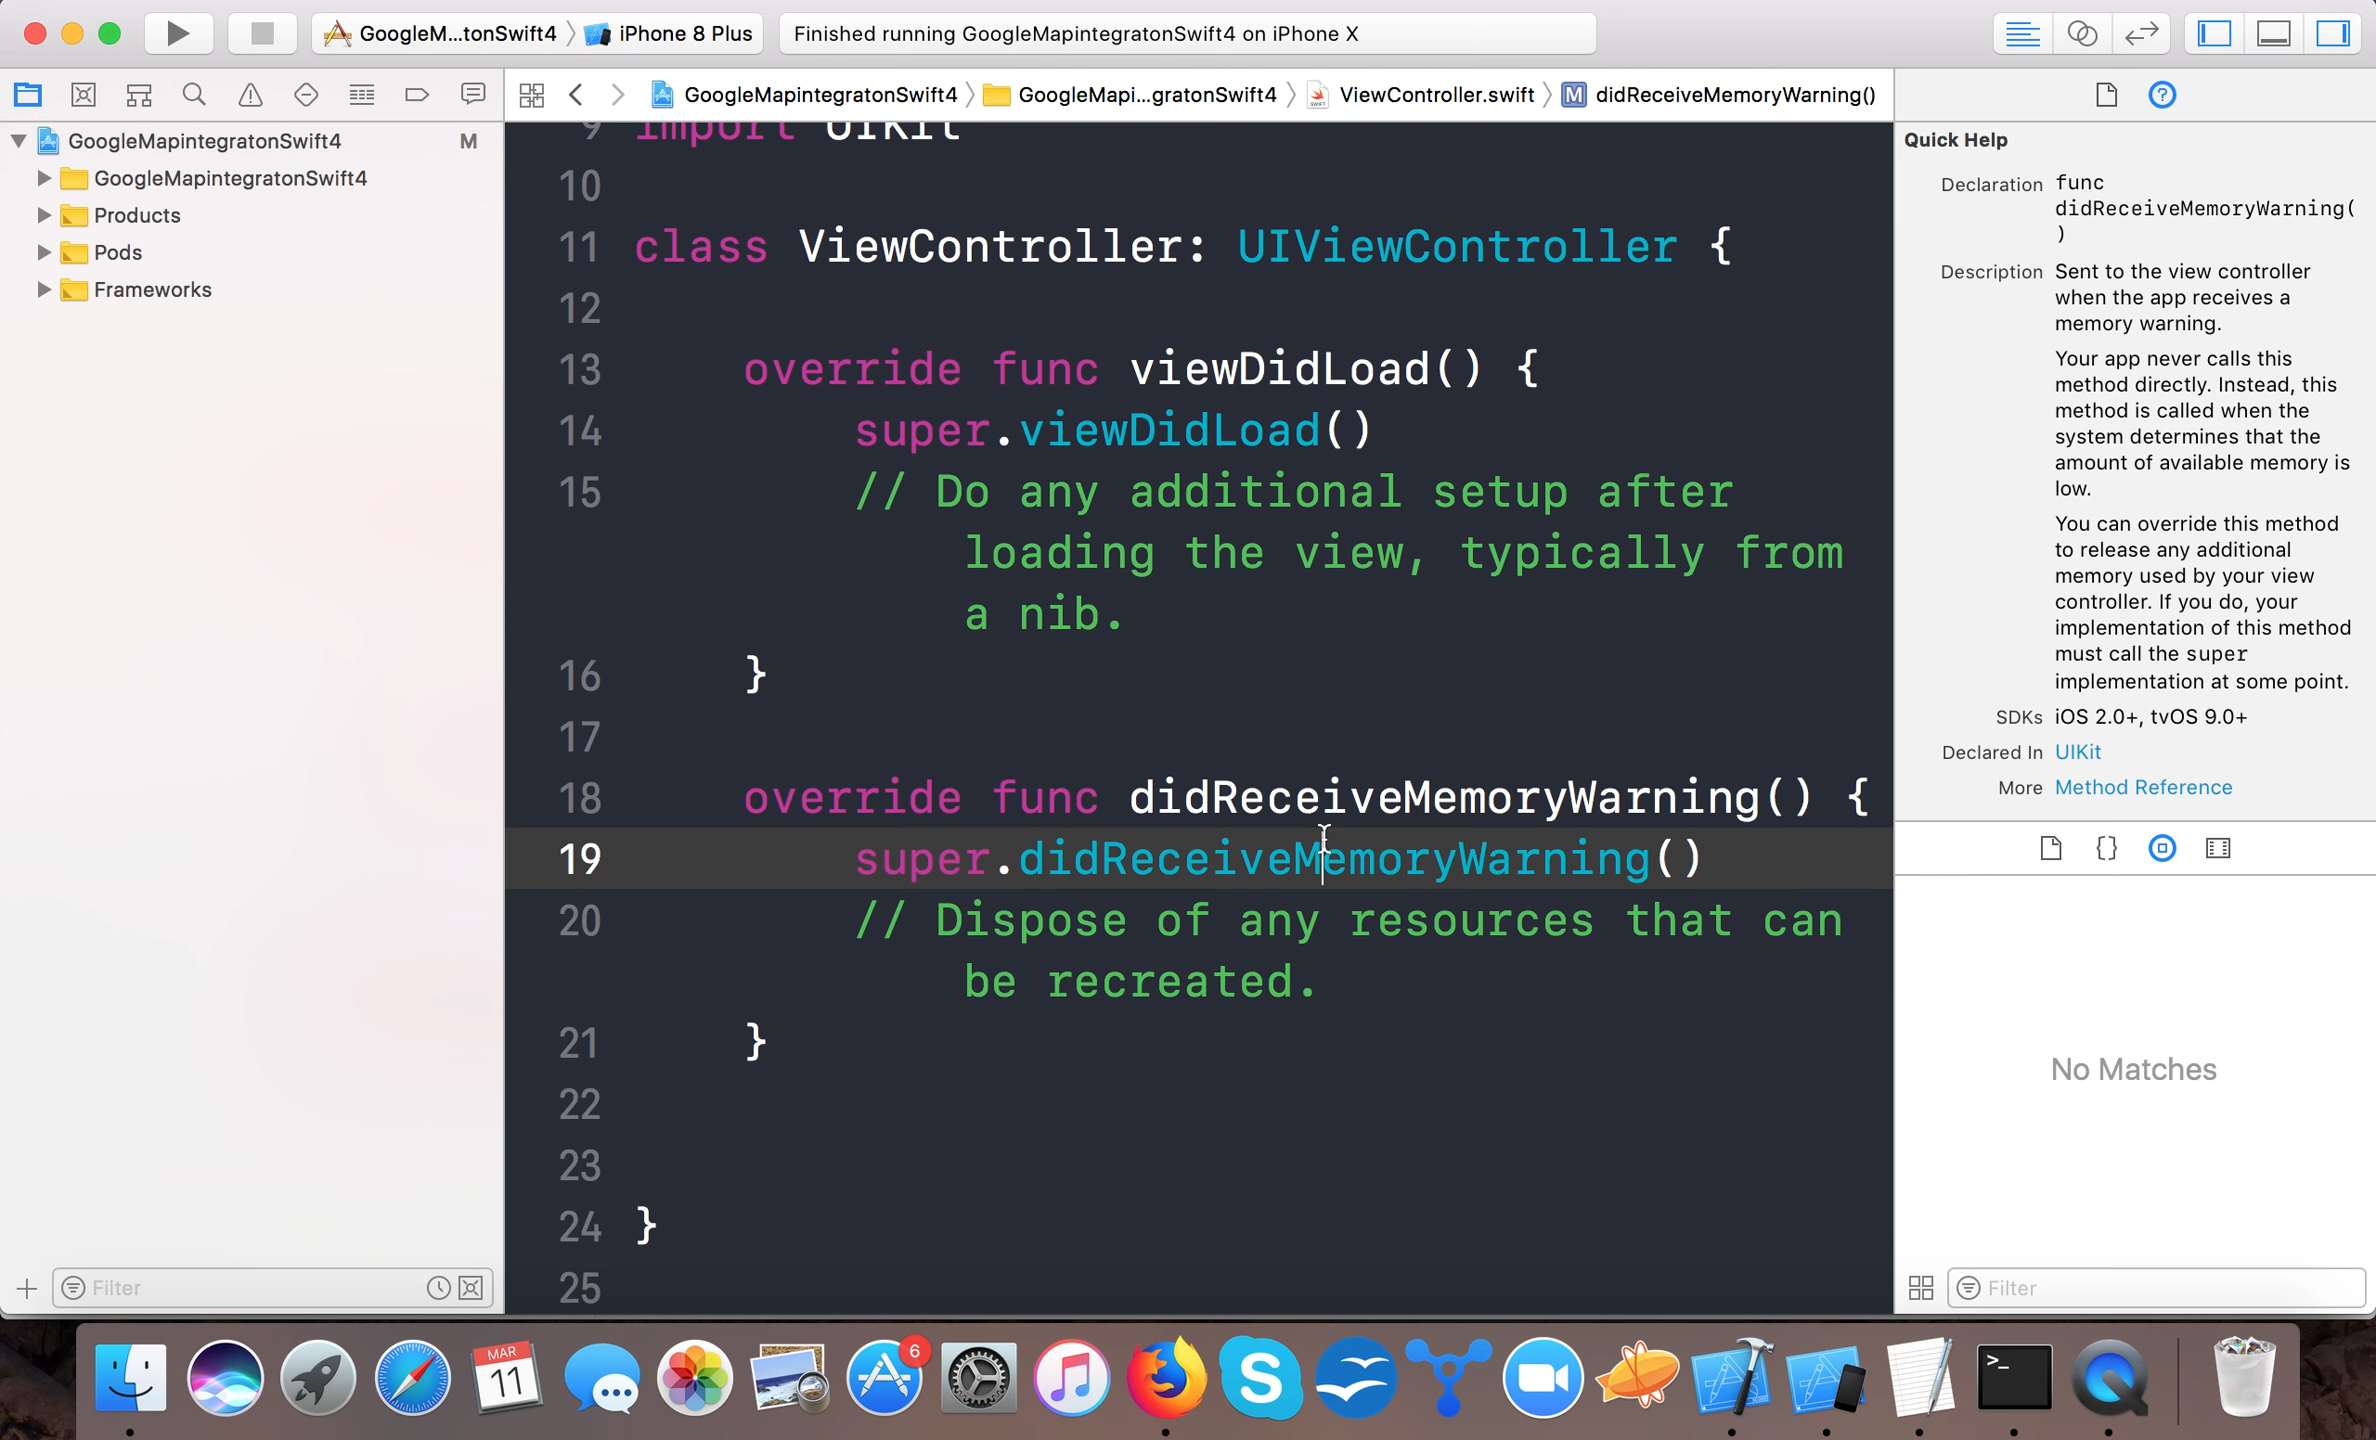 GoogleM...tonSwift4 iPhone 8 Plus
Finished running GoogleMapintegratonSwift4 on iPhone X
GoogleMapintegratonSwift4 M
GoogleMapintegratonSwift4
Products
Pods
Frameworks
Filter
GoogleMapintegratonSwift4 GoogleMapi...gratonSwift4 ViewController.swift M didReceiveMemoryWarning()
9 import UIKit
10
11 class ViewController: UIViewController {
12
13 override func viewDidLoad() {
14 super.viewDidLoad()
15 // Do any additional setup after
loading the view, typically from
a nib.
16 }
17
18 override func didReceiveMemoryWarning() {
19 super.didReceiveMemoryWarning()
20 // Dispose of any resources that can
be recreated.
21 }
22
23
24 }
25
Quick Help
Declaration func
didReceiveMemoryWarning(
)
Description Sent to the view controller
when the app receives a
memory warning.
Your app never calls this
method directly. Instead, this
method is called when the
system determines that the
amount of available memory is
low.
You can override this method
to release any additional
memory used by your view
controller. If you do, your
implementation of this method
must call the super
implementation at some point.
SDKs iOS 2.0+, tvOS 9.0+
Declared In UIKit
More Method Reference
{}
No Matches
Filter
MAR
11
6
S
>_